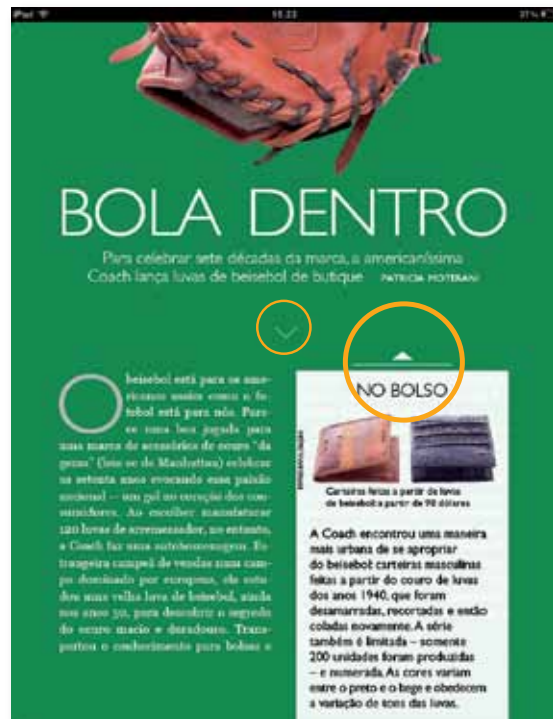 iPad
15:23
37%
BOLA DENTRO
Para celebrar sete décadas da marca, a americaníssima
Coach lança luvas de beisebol de butique PATRICIA MOTERANI
O beisebol está para os ame-
ricanos assim como o fu-
tebol está para nós. Pare-
ce uma boa jogada para
uma marca de acessórios de couro "da
gema" (leia-se de Manhattan) celebrar
os setenta anos evocando essa paixão
nacional – um gol no coração dos con-
sumidores. Ao escolher manufaturar
120 luvas de arremessador, no entanto,
a Coach faz uma autohomenagem. Es-
trangeira campeã de vendas num cam-
po dominado por europeus, ela estu-
dou uma velha luva de beisebol, ainda
nos anos 30, para descobrir o segredo
do couro macio e duradouro. Trans-
portou o conhecimento para bolsas e
NO BOLSO
Carteiras feitas a partir de luvas
de beisebol: a partir de 98 dólares
A Coach encontrou uma maneira
mais urbana de se apropriar
do beisebol: carteiras masculinas
feitas a partir do couro de luvas
dos anos 1940, que foram
desamarradas, recortadas e então
coladas novamente. A série
também é limitada – somente
200 unidades foram produzidas
– e numerada. As cores variam
entre o preto e o bege e obedecem
a variação de tons das luvas.